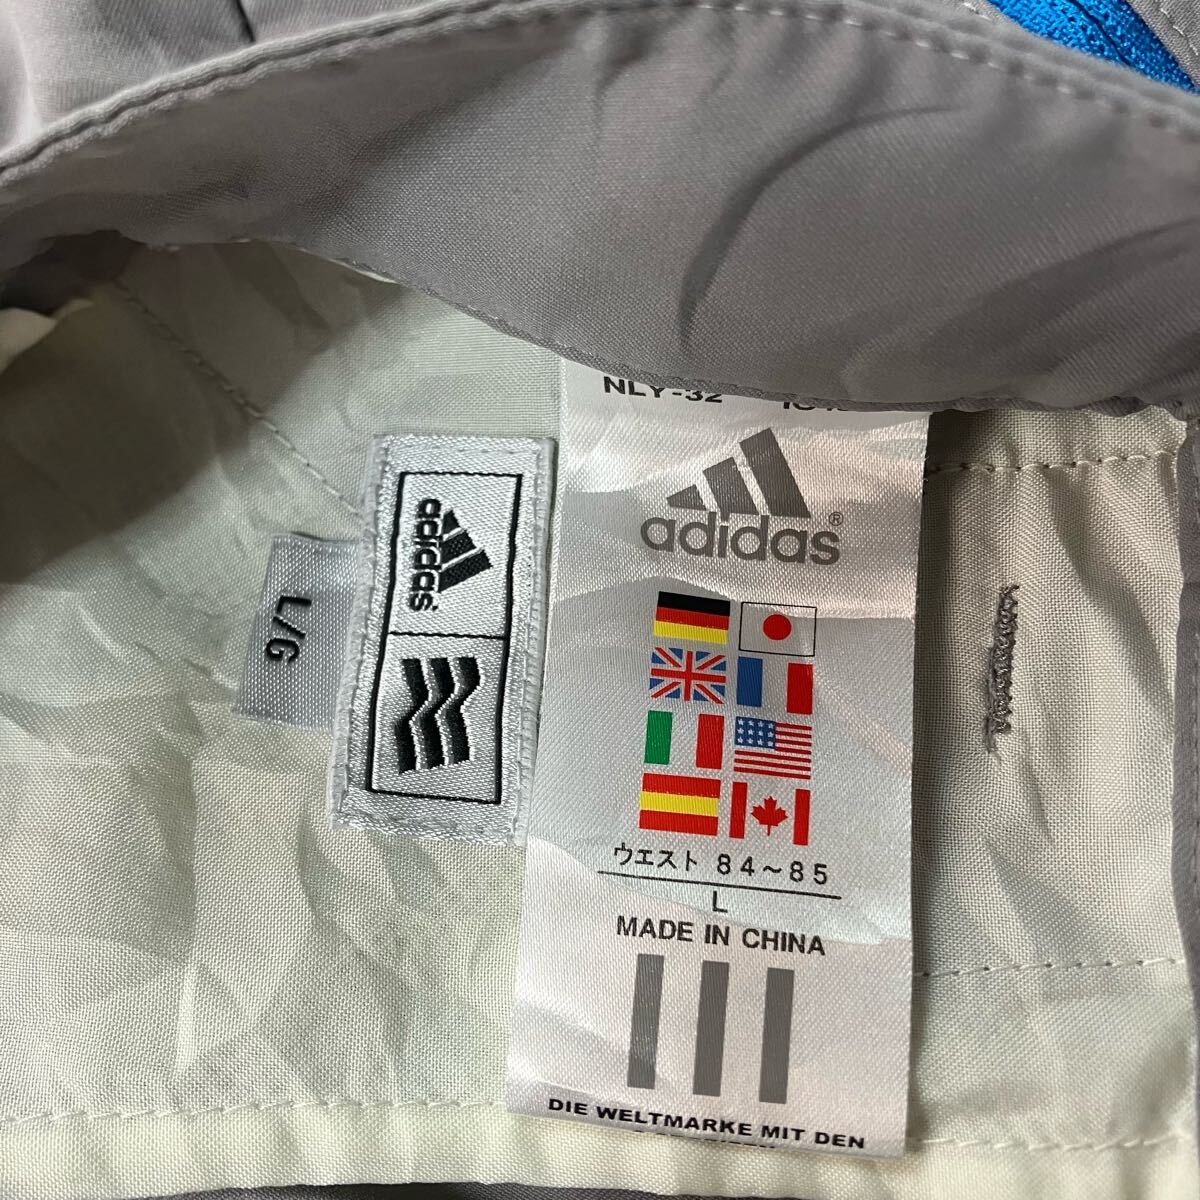 NLY-32
adidas®
ウエスト 84～85
L
MADE IN CHINA
DIE WELTMARKE MIT DEN
adidas
L/G